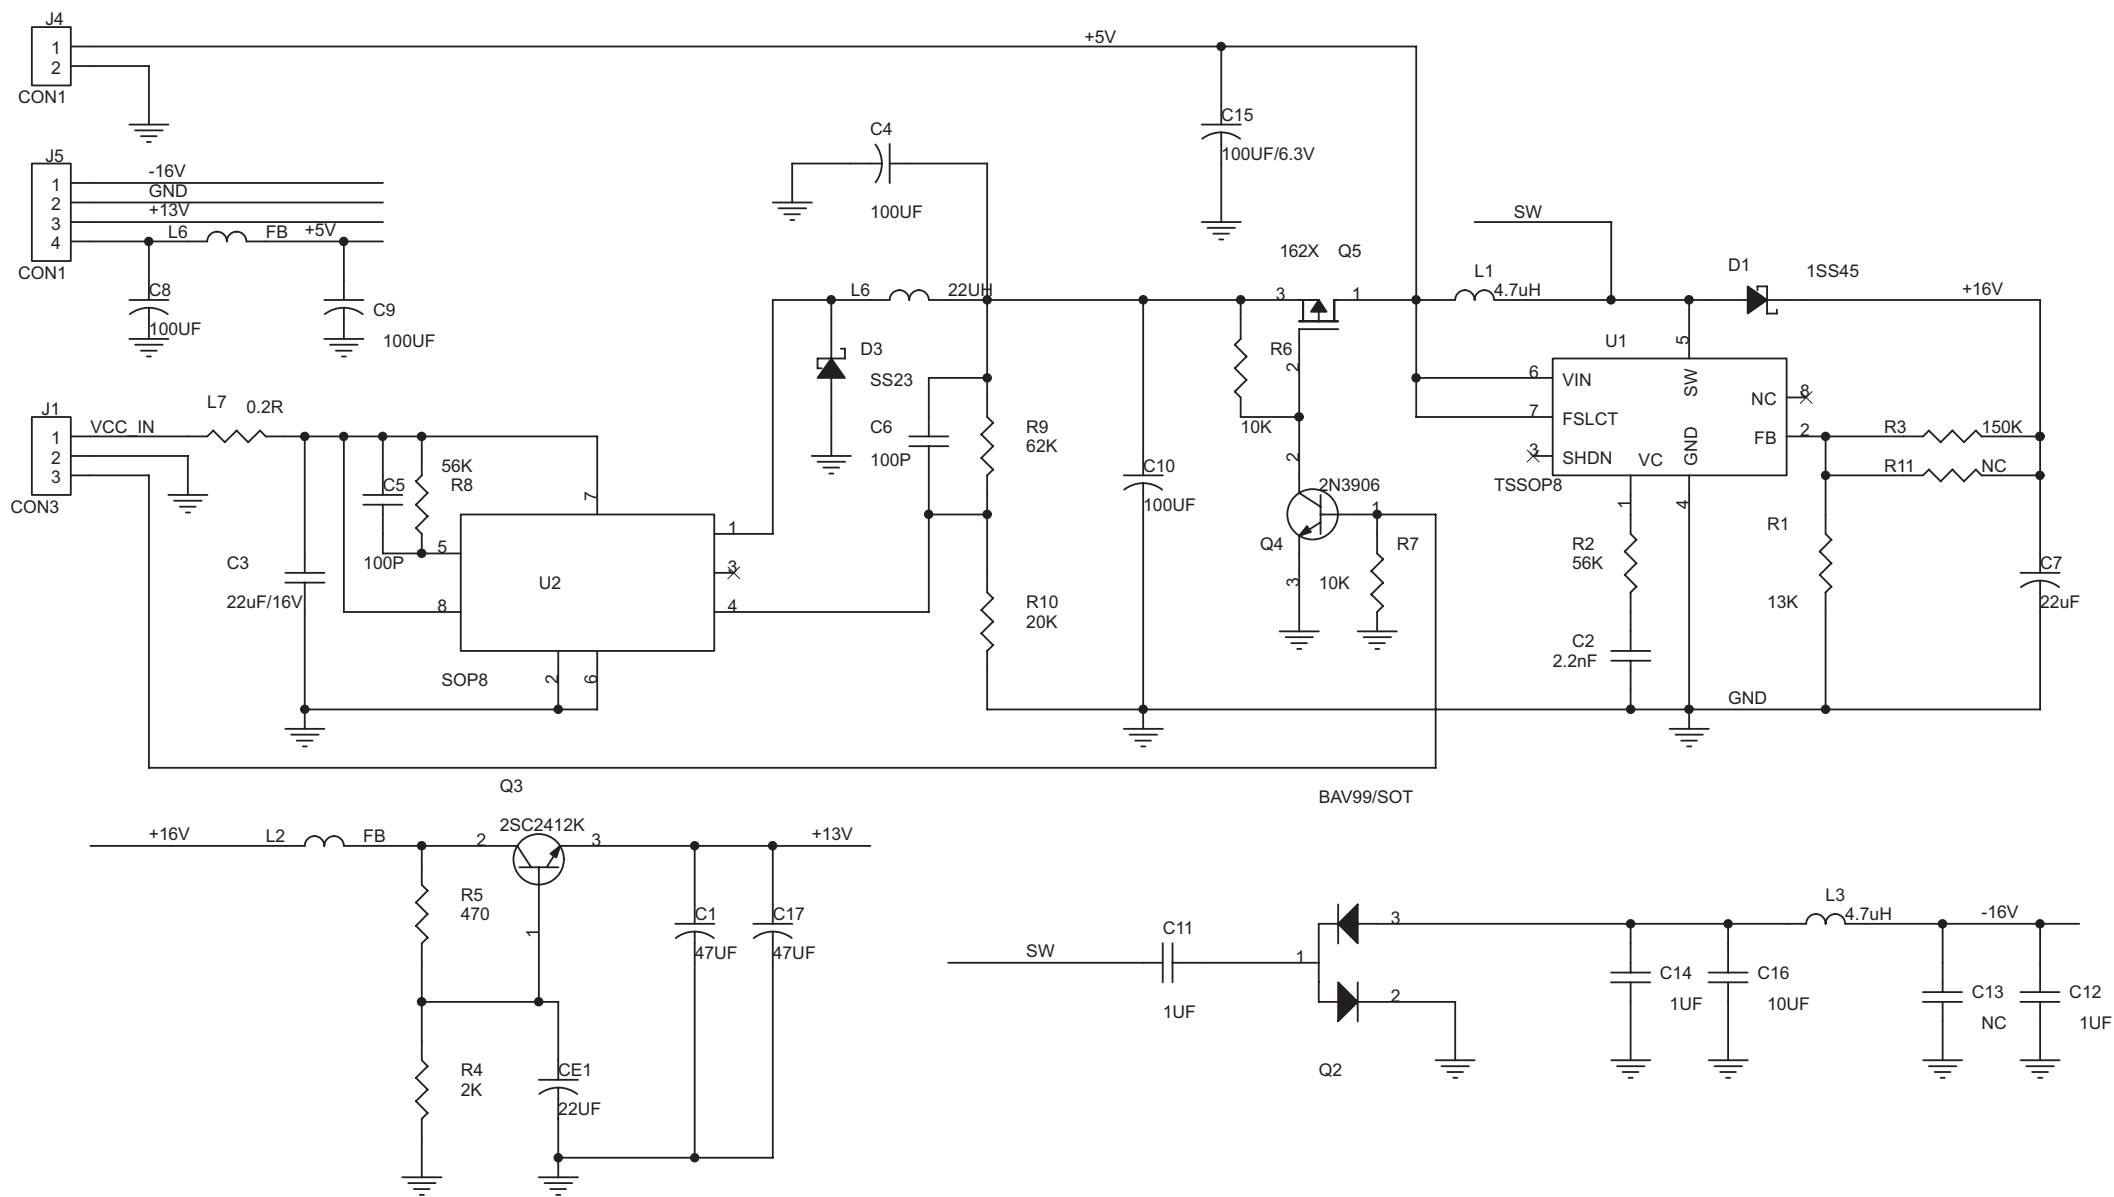 J4
1
2
CON1
+5V
C15
100UF/6.3V
J5
1
2
3
4
CON1
-16V
GND
+13V
L6
FB
+5V
C8
100UF
C9
100UF
C4
100UF
L6
22UH
D3
SS23
C6
100P
R9
62K
R10
20K
C10
100UF
162X
Q5
3
1
2
R6
10K
2
2N3906
1
Q4
3
R7
10K
SW
L1
4.7uH
D1
1SS45
+16V
U1
5
6
VIN
SW
NC
8
7
FSLCT
FB
2
3
SHDN
VC
GND
TSSOP8
1
4
R3
150K
R11
NC
R1
13K
R2
56K
C2
2.2nF
C7
22uF
GND
J1
1
2
3
CON3
VCC_IN
L7
0.2R
C3
22uF/16V
C5
100P
56K
R8
7
5
8
U2
1
3
4
SOP8
2
6
Q3
2SC2412K
+16V
L2
FB
2
3
1
+13V
R5
470
R4
2K
CE1
22UF
C1
47UF
C17
47UF
BAV99/SOT
SW
C11
1UF
1
3
2
Q2
C14
1UF
C16
10UF
L3
4.7uH
-16V
C13
NC
C12
1UF